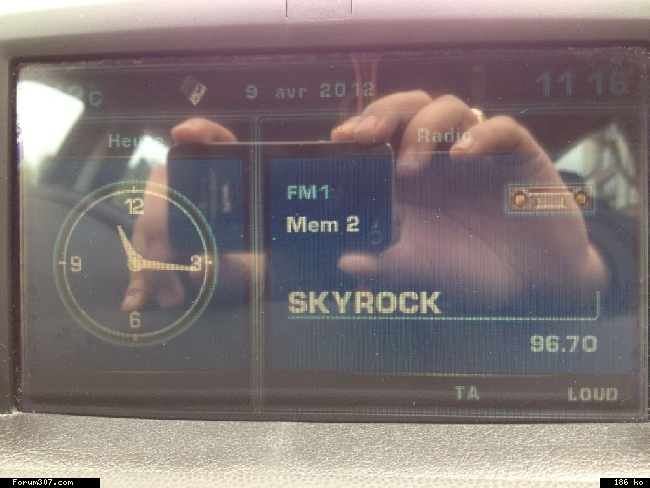 9 avr 2012
11 16
Heure
Radio
12
9
3
6
FM1
Mem 2
SKYROCK
96.70
TA
LOUD
Forum307.com
186 ko